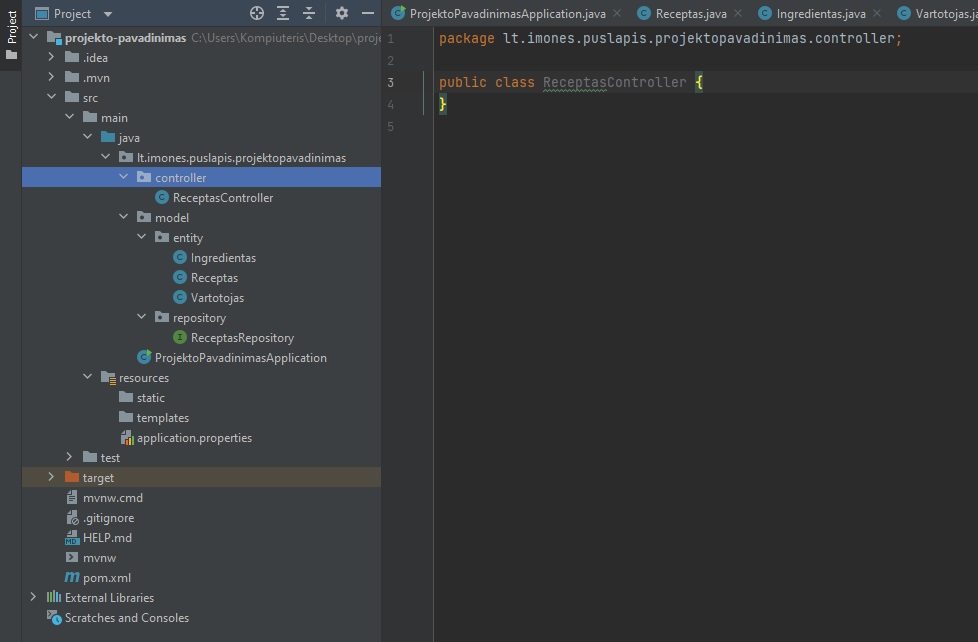 Project
Project
ProjektoPavadinimasApplication.java
Receptas.java
Ingredientas.java
Vartotojas.ja
projekto-pavadinimas C:\Users\Kompiuteris\Desktop\proje
.idea
.mvn
src
main
java
lt.imones.puslapis.projektopavadinimas
controller
ReceptasController
model
entity
Ingredientas
Receptas
Vartotojas
repository
ReceptasRepository
ProjektoPavadinimasApplication
resources
static
templates
application.properties
test
target
mvnw.cmd
.gitignore
HELP.md
mvnw
pom.xml
External Libraries
Scratches and Consoles
1 package lt.imones.puslapis.projektopavadinimas.controller;
2
3 public class ReceptasController {
4 }
5